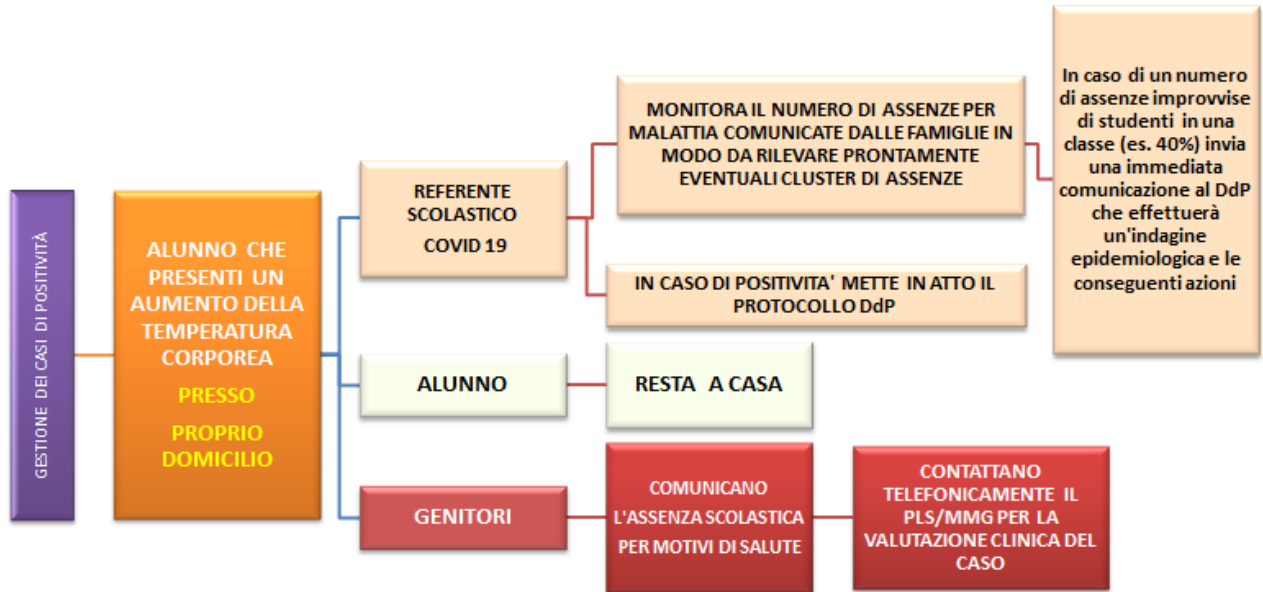 GESTIONE DEI CASI DI POSITIVITÀ
ALUNNO CHE
PRESENTI UN
AUMENTO DELLA
TEMPERATURA
CORPOREA
PRESSO
PROPRIO
DOMICILIO
REFERENTE
SCOLASTICO
COVID 19
MONITORA IL NUMERO DI ASSENZE PER
MALATTIA COMUNICATE DALLE FAMIGLIE IN
MODO DA RILEVARE PRONTAMENTE
EVENTUALI CLUSTER DI ASSENZE
In caso di un numero
di assenze improvvise
di studenti in una
classe (es. 40%) invia
una immediata
comunicazione al DdP
che effettuerà
un'indagine
epidemiologica e le
conseguenti azioni
IN CASO DI POSITIVITA' METTE IN ATTO IL
PROTOCOLLO DdP
ALUNNO
RESTA A CASA
GENITORI
COMUNICANO
L'ASSENZA SCOLASTICA
PER MOTIVI DI SALUTE
CONTATTANO
TELEFONICAMENTE IL
PLS/MMG PER LA
VALUTAZIONE CLINICA DEL
CASO